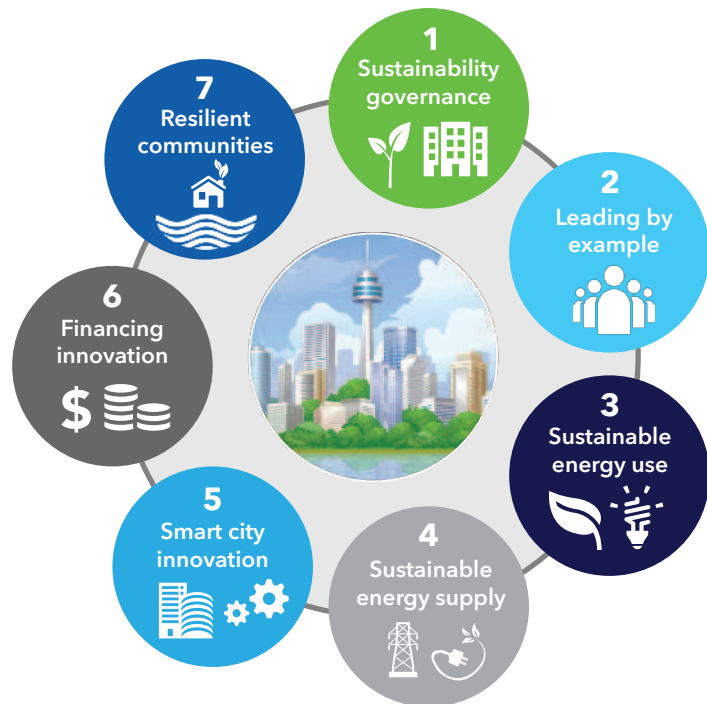 1
Sustainability
governance
2
Leading by
example
3
Sustainable
energy use
4
Sustainable
energy supply
5
Smart city
innovation
6
Financing
innovation
$
7
Resilient
communities